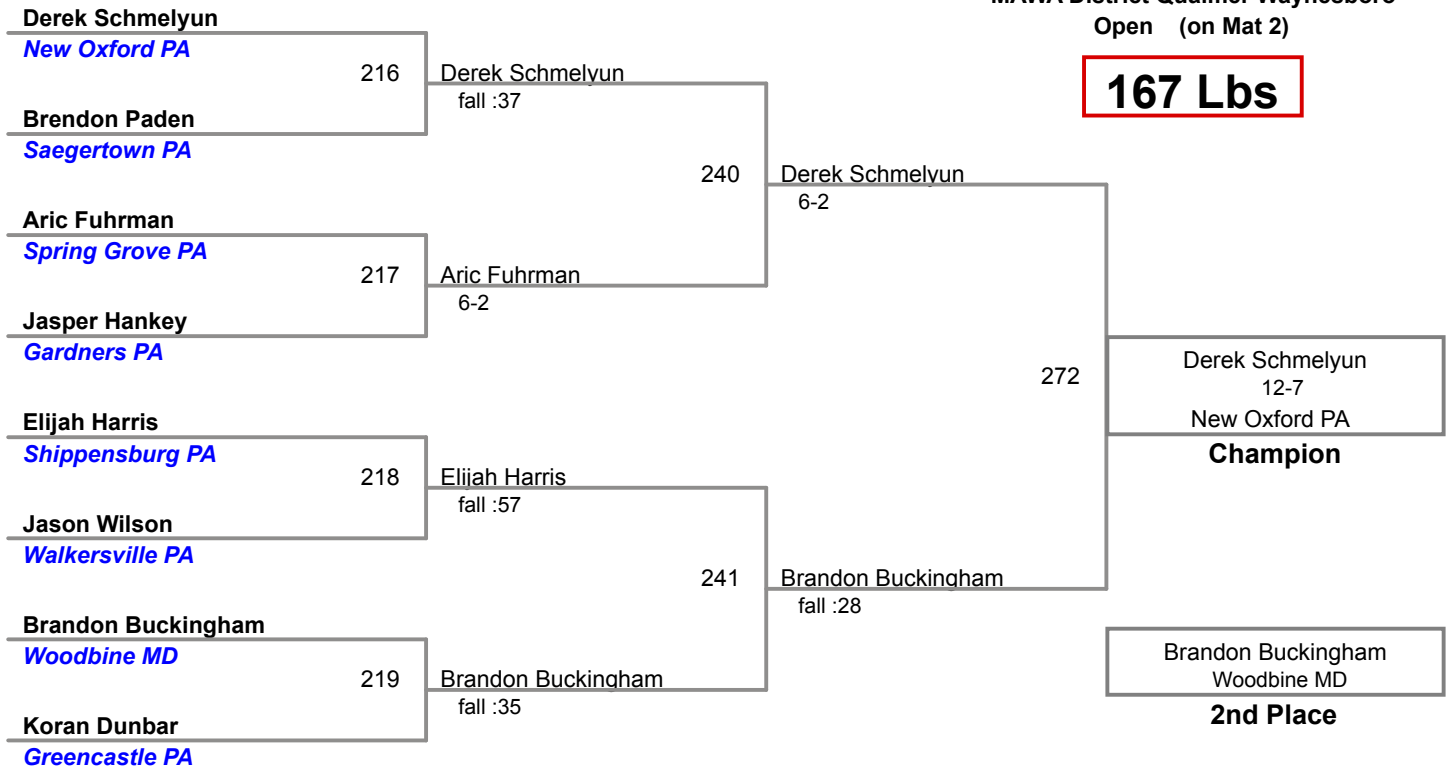 MAWA District Qualifier Waynesboro
Open (on Mat 2)
167 Lbs
Derek Schmelyun
New Oxford PA
216
Derek Schmelyun
fall :37
Brendon Paden
Saegertown PA
240
Derek Schmelyun
6-2
Aric Fuhrman
Spring Grove PA
217
Aric Fuhrman
6-2
Jasper Hankey
Gardners PA
272
Derek Schmelyun
12-7
New Oxford PA
Champion
Elijah Harris
Shippensburg PA
218
Elijah Harris
fall :57
Jason Wilson
Walkersville PA
241
Brandon Buckingham
fall :28
Brandon Buckingham
Woodbine MD
219
Brandon Buckingham
fall :35
Koran Dunbar
Greencastle PA
Brandon Buckingham
Woodbine MD
2nd Place